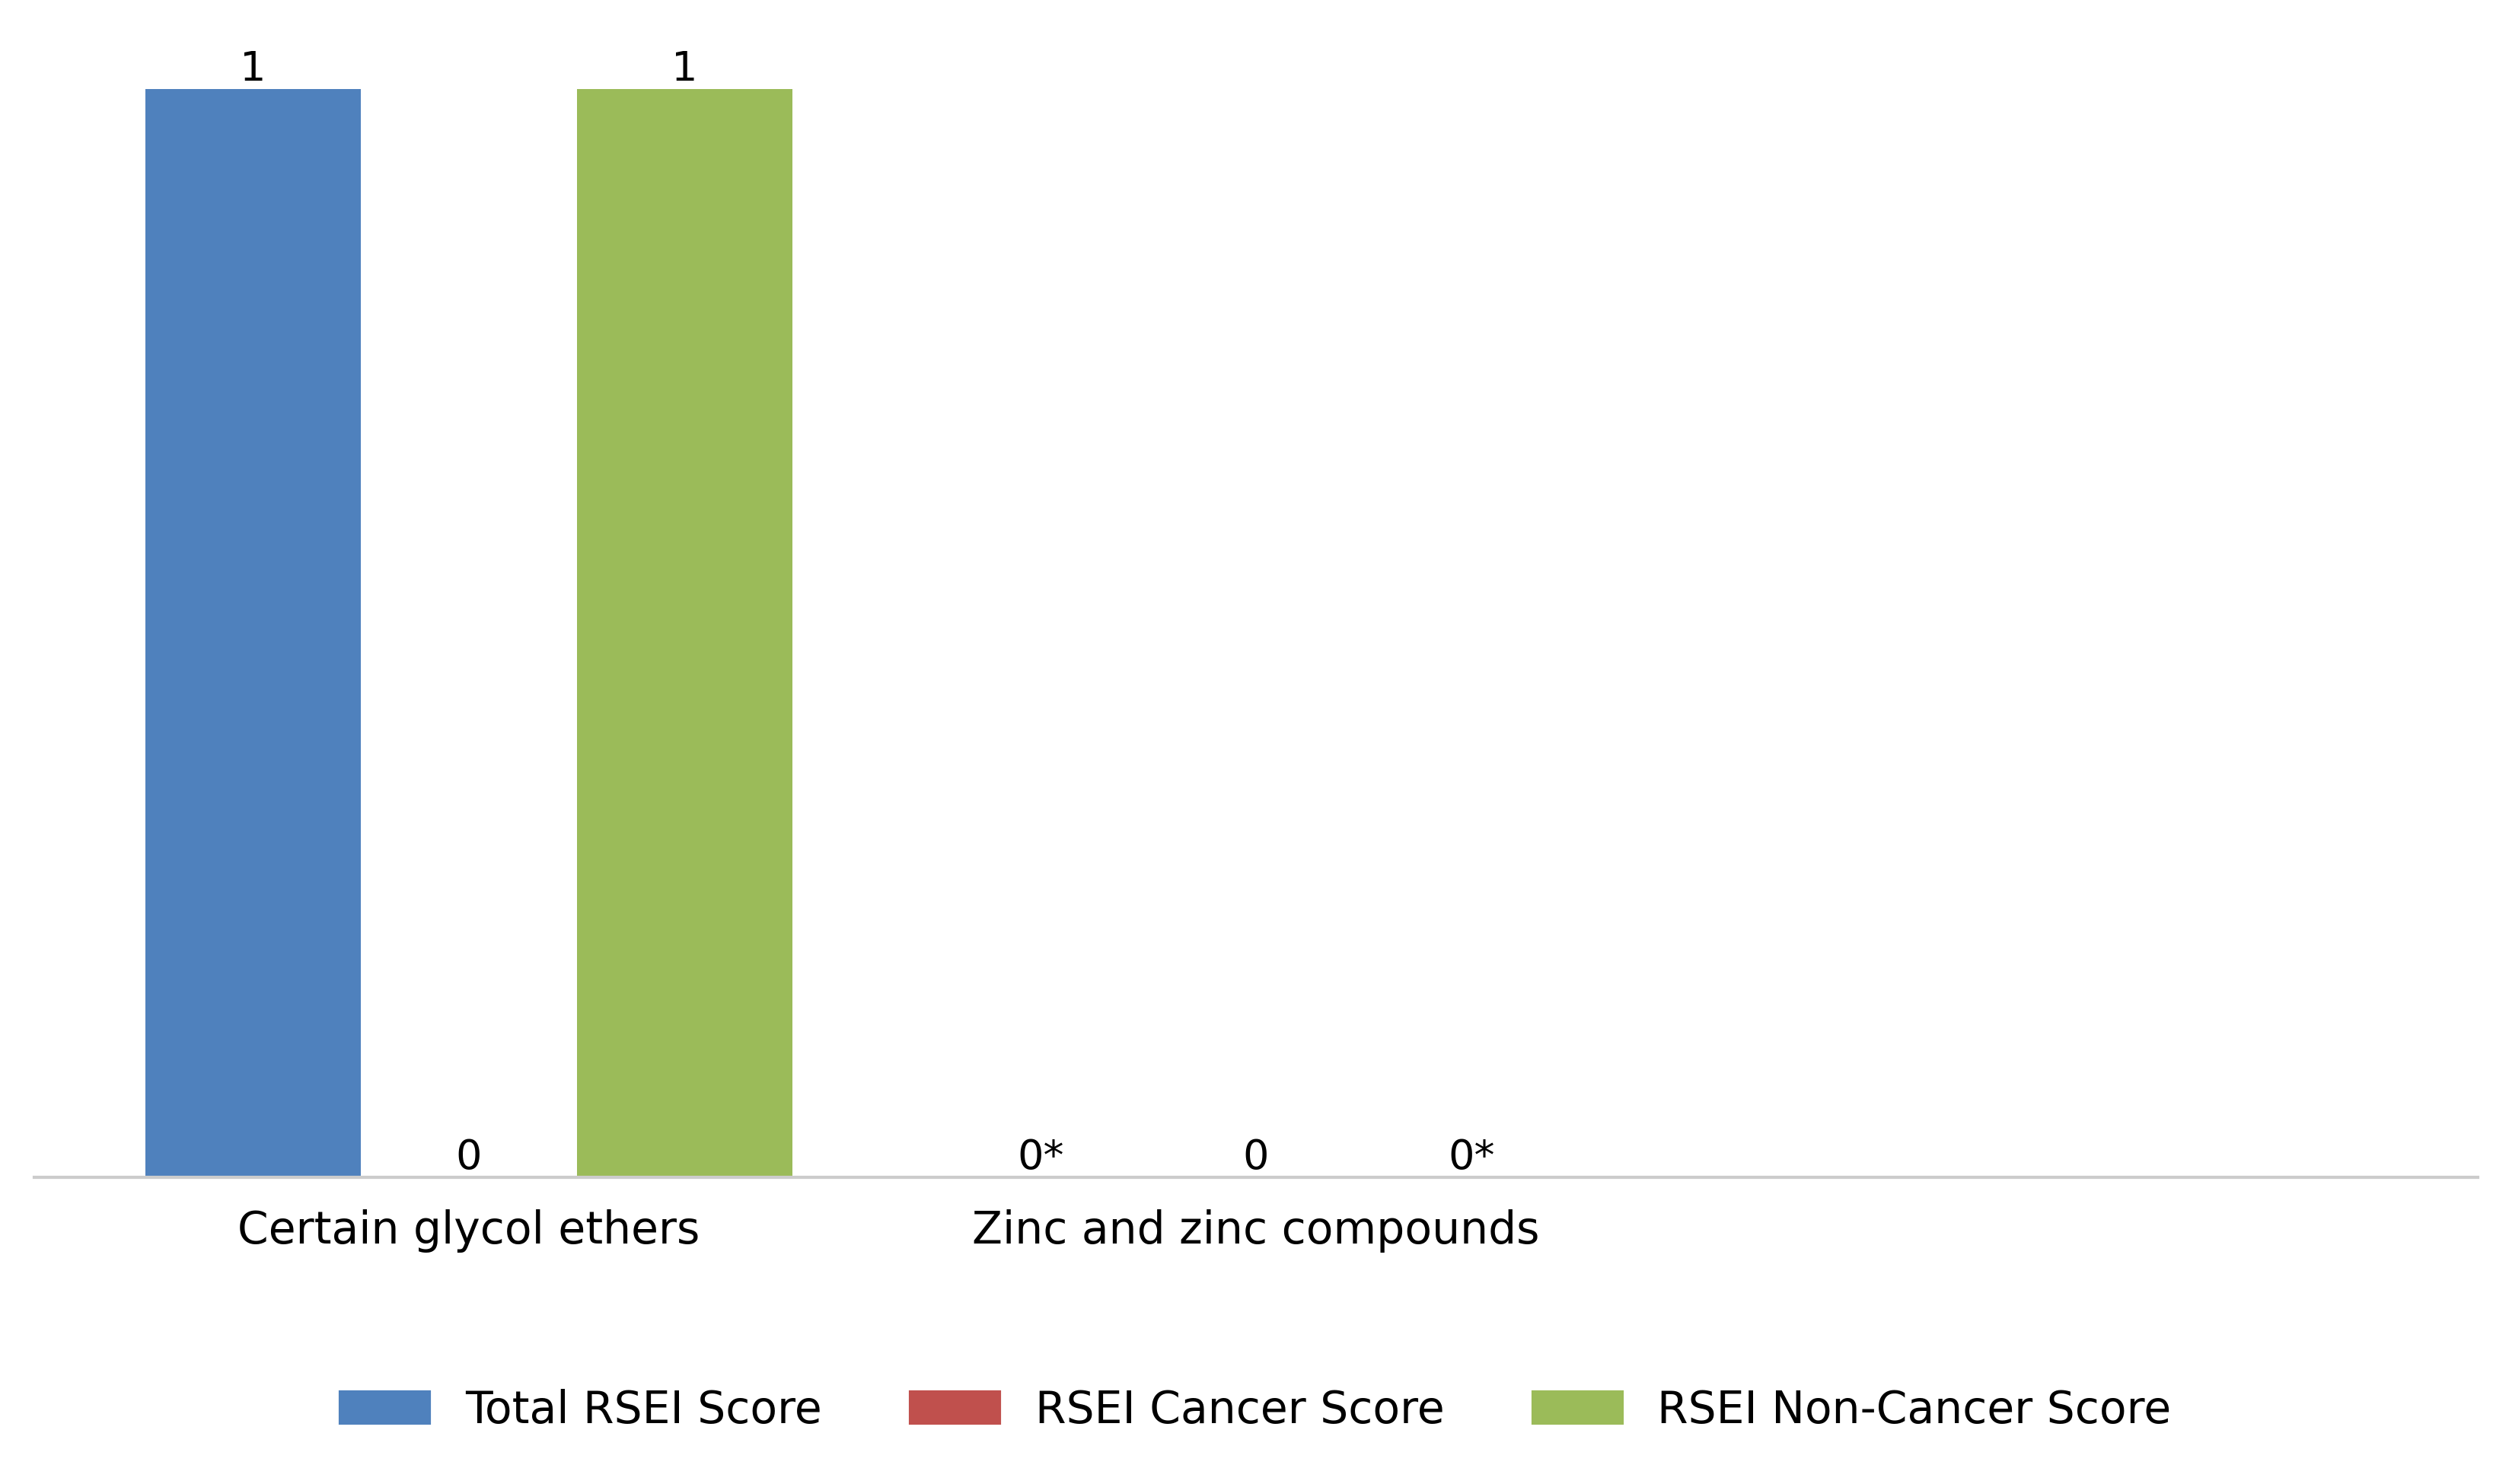 1 1
0 0* 0 0*
Certain glycol ethers Zinc and zinc compounds
Total RSEI Score RSEI Cancer Score RSEI Non-Cancer Score